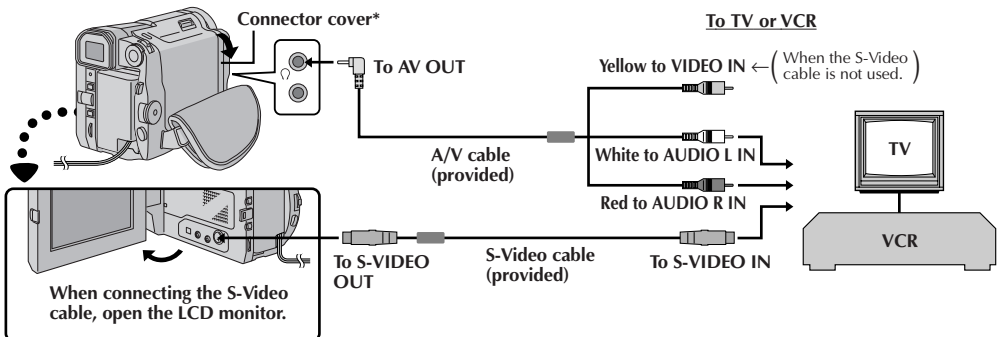 Connector cover*
To AV OUT
To TV or VCR
Yellow to VIDEO IN
When the S-Video
cable is not used.
A/V cable
(provided)
White to AUDIO L IN
Red to AUDIO R IN
TV
VCR
To S-VIDEO
OUT
S-Video cable
(provided)
To S-VIDEO IN
When connecting the S-Video
cable, open the LCD monitor.